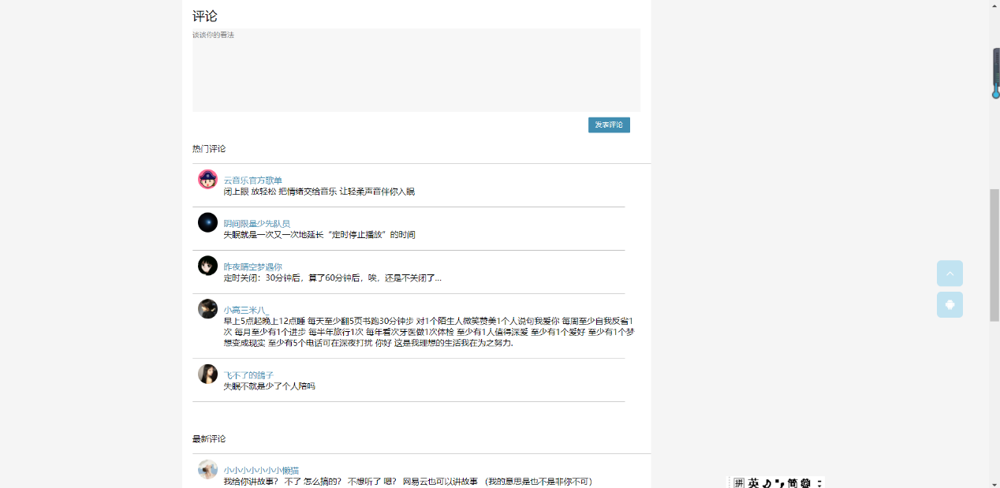 评论
谈谈你的看法
发表评论
热门评论
云音乐官方歌单
闭上眼 放轻松 把情绪交给音乐 让轻柔声音伴你入眠
阴间限量少先队员
失眠就是一次又一次地延长“定时停止播放”的时间
昨夜晴空梦遇你
定时关闭：30分钟后，算了60分钟后，唉，还是不关闭了...
小高三米八_
早上5点起晚上12点睡 每天至少翻5页书跑30分钟步 对1个陌生人微笑赞美1个人说句我爱你 每周至少自我反省1
次 每月至少有1个进步 每半年旅行1次 每年看次牙医做1次体检 至少有1人值得深爱 至少有1个爱好 至少有1个梦
想变成现实 至少有5个电话可在深夜打扰 你好 这是我理想的生活我在为之努力.
飞不了的鸽子
失眠不就是少了个人陪吗
最新评论
小小小小小小小懒猫
我给你讲故事？ 不了 怎么搞的？ 不想听了 嗯？ 网易云也可以讲故事 （我的意思是也不是非你不可）
拼 英 简